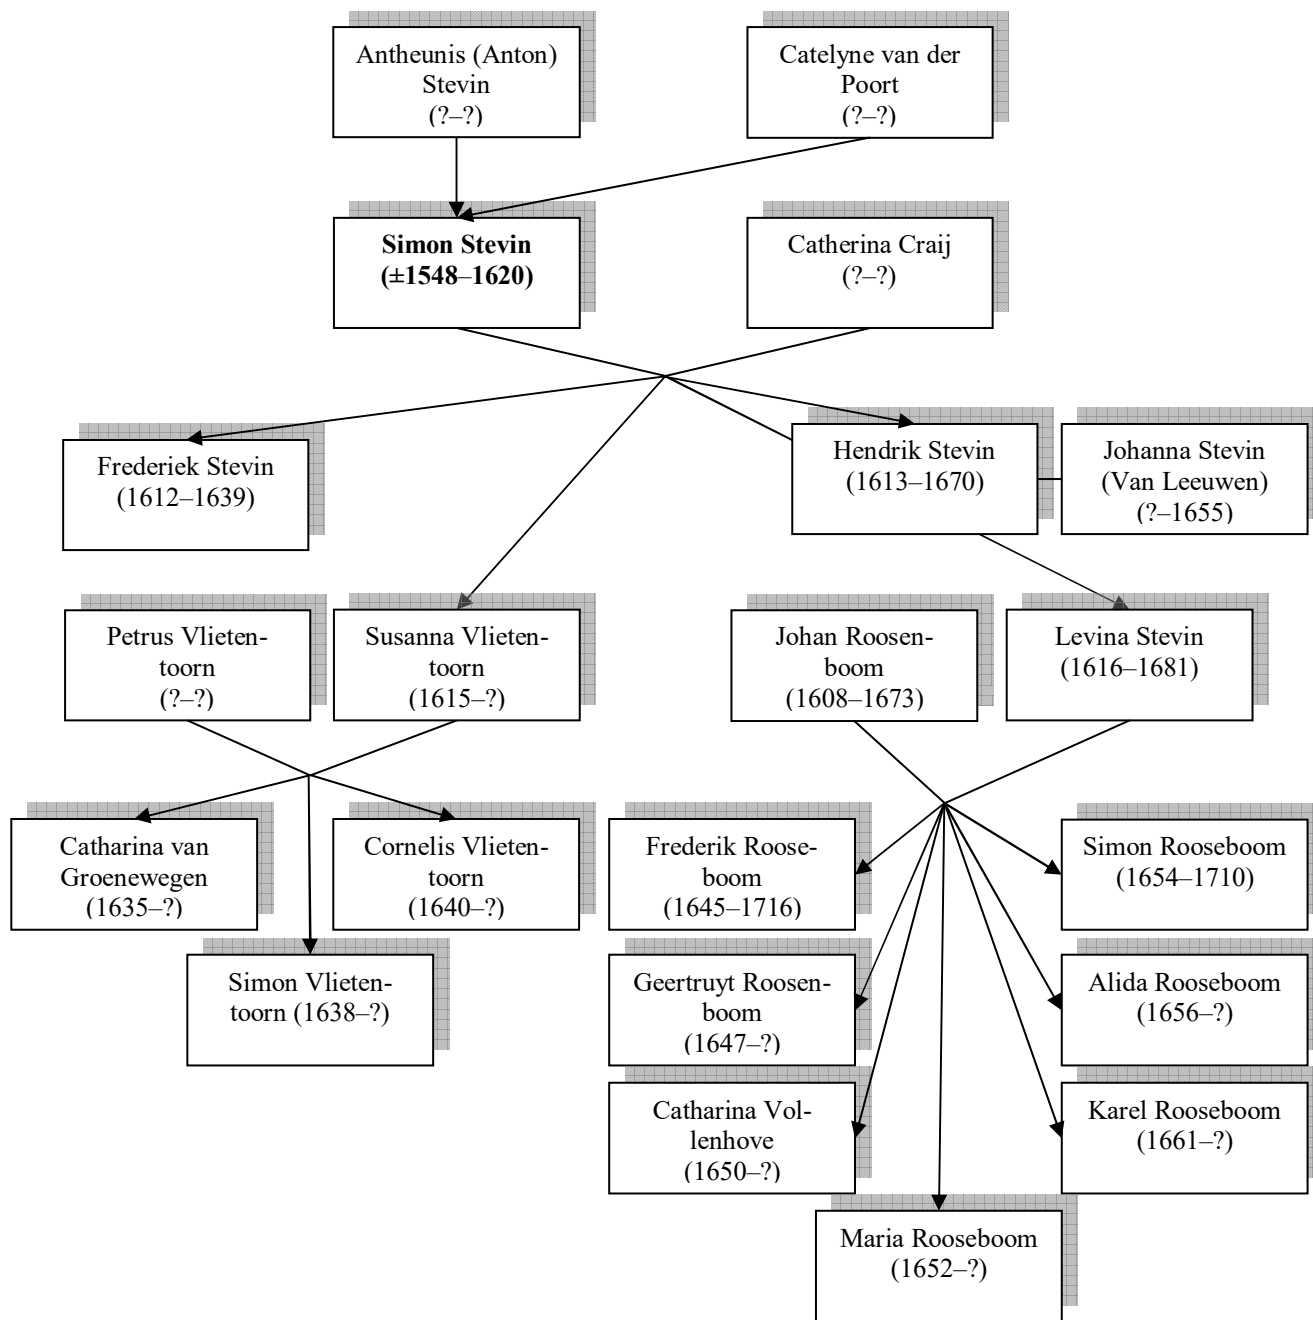 Antheunis (Anton)
Stevin
(?–?)
Catelyne van der
Poort
(?–?)
Simon Stevin
(±1548–1620)
Catherina Craij
(?–?)
Frederiek Stevin
(1612–1639)
Hendrik Stevin
(1613–1670)
Johanna Stevin
(Van Leeuwen)
(?–1655)
Petrus Vlieten-
toorn
(?–?)
Susanna Vlieten-
toorn
(1615–?)
Johan Roosen-
boom
(1608–1673)
Levina Stevin
(1616–1681)
Catharina van
Groenewegen
(1635–?)
Cornelis Vlieten-
toorn
(1640–?)
Frederik Roose-
boom
(1645–1716)
Simon Rooseboom
(1654–1710)
Simon Vlieten-
toorn (1638–?)
Geertruyt Roosen-
boom
(1647–?)
Alida Rooseboom
(1656–?)
Catharina Vol-
lenhove
(1650–?)
Karel Rooseboom
(1661–?)
Maria Rooseboom
(1652–?)